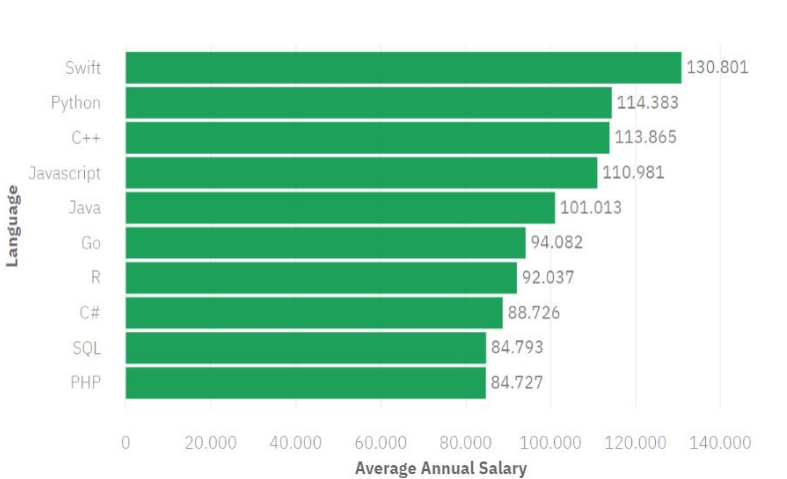 Language
Swift 130.801
Python 114.383
C++ 113.865
Javascript 110.981
Java 101.013
Go 94.082
R 92.037
C# 88.726
SQL 84.793
PHP 84.727
0 20.000 40.000 60.000 80.000 100.000 120.000 140.000
Average Annual Salary